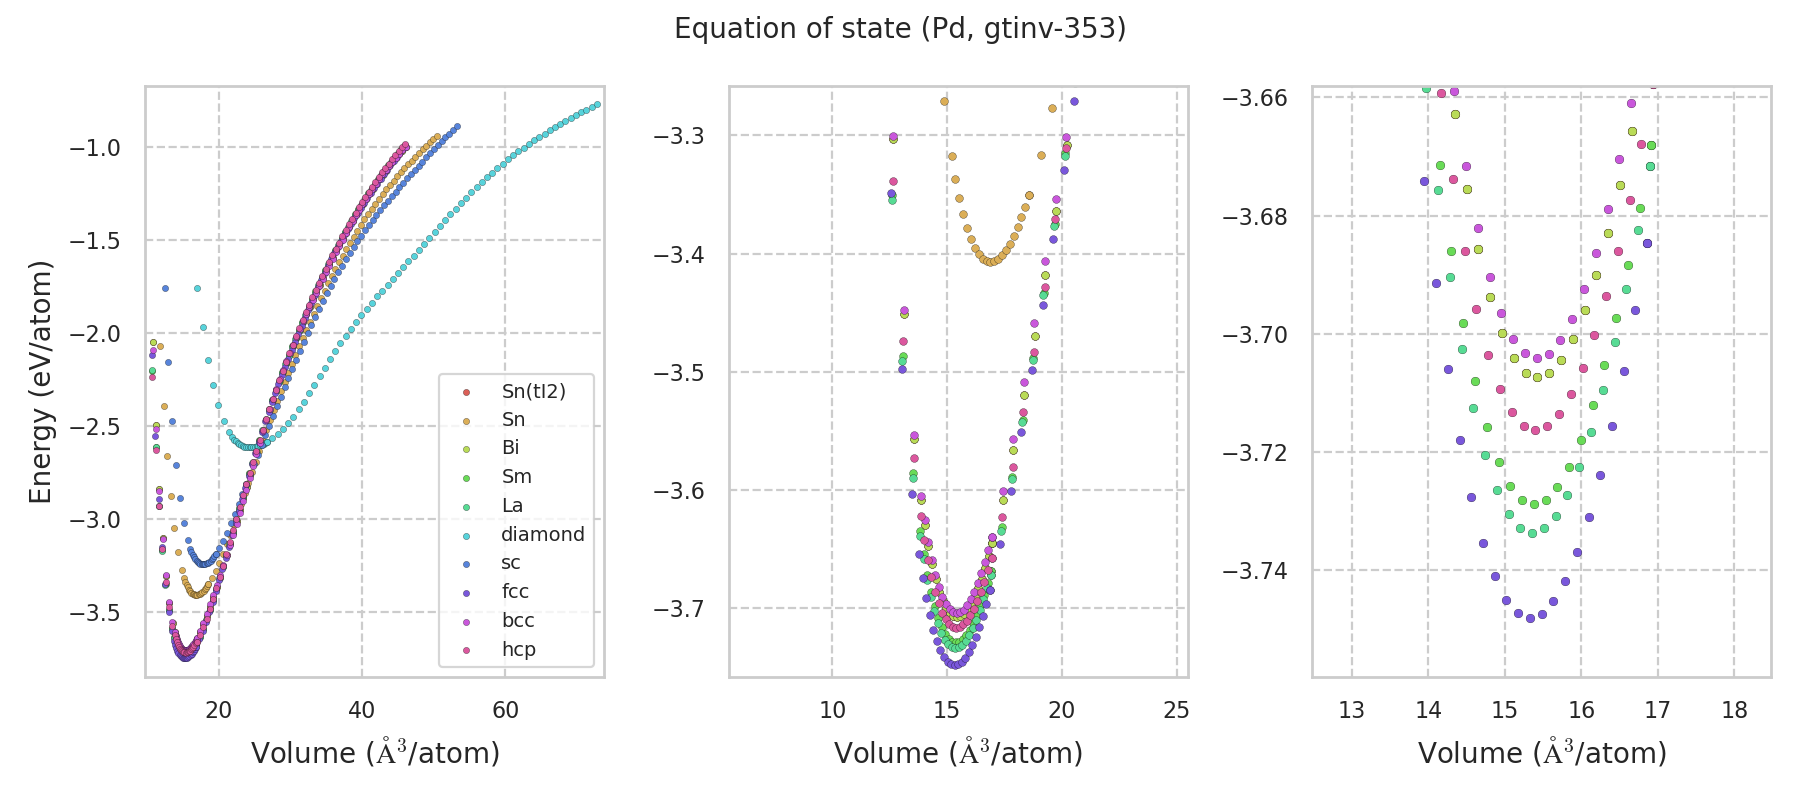 Equation of state (Pd, gtinv-353)
Energy (eV/atom)
−1.0
−1.5
−2.0
−2.5
−3.0
−3.5
20
40
60
Volume (Å³/atom)
Sn(tI2)
Sn
Bi
Sm
La
diamond
sc
fcc
bcc
hcp
−3.3
−3.4
−3.5
−3.6
−3.7
10
15
20
25
Volume (Å³/atom)
−3.66
−3.68
−3.70
−3.72
−3.74
13
14
15
16
17
18
Volume (Å³/atom)